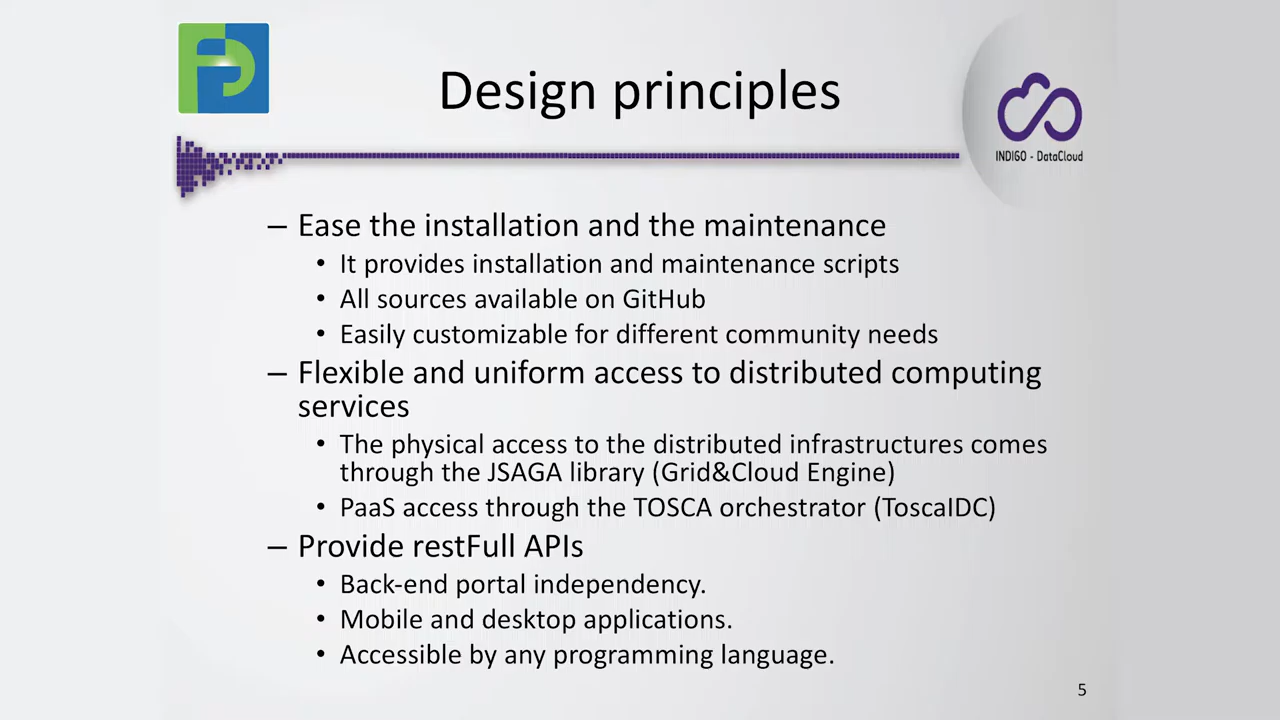 Design principles
INDIGO - DataCloud
– Ease the installation and the maintenance
• It provides installation and maintenance scripts
• All sources available on GitHub
• Easily customizable for different community needs
– Flexible and uniform access to distributed computing
services
• The physical access to the distributed infrastructures comes
through the JSAGA library (Grid&Cloud Engine)
• PaaS access through the TOSCA orchestrator (ToscaIDC)
– Provide restFull APIs
• Back-end portal independency.
• Mobile and desktop applications.
• Accessible by any programming language.
5